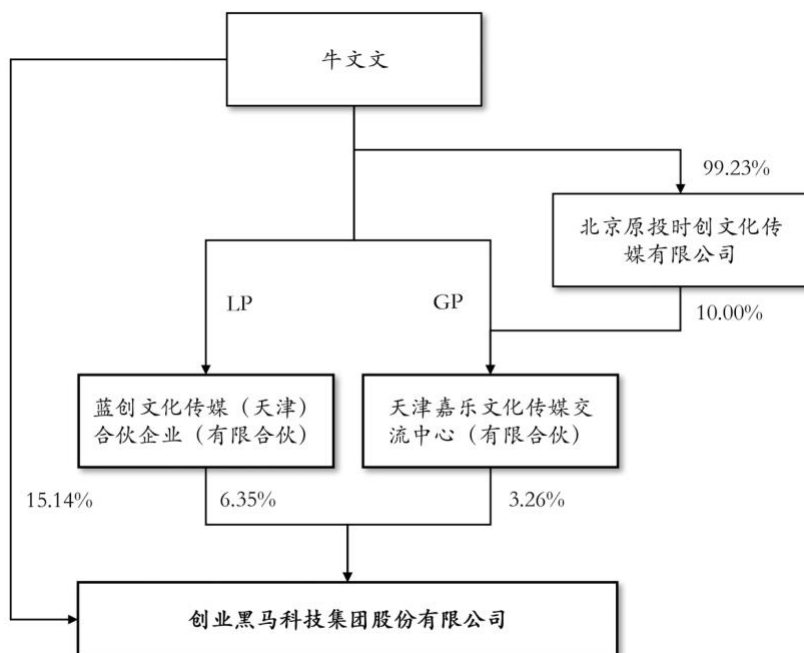 牛文文
99.23%
北京原投时创文化传
媒有限公司
LP
GP
10.00%
蓝创文化传媒（天津）
合伙企业（有限合伙）
天津嘉乐文化传媒交
流中心（有限合伙）
15.14%
6.35%
3.26%
创业黑马科技集团股份有限公司